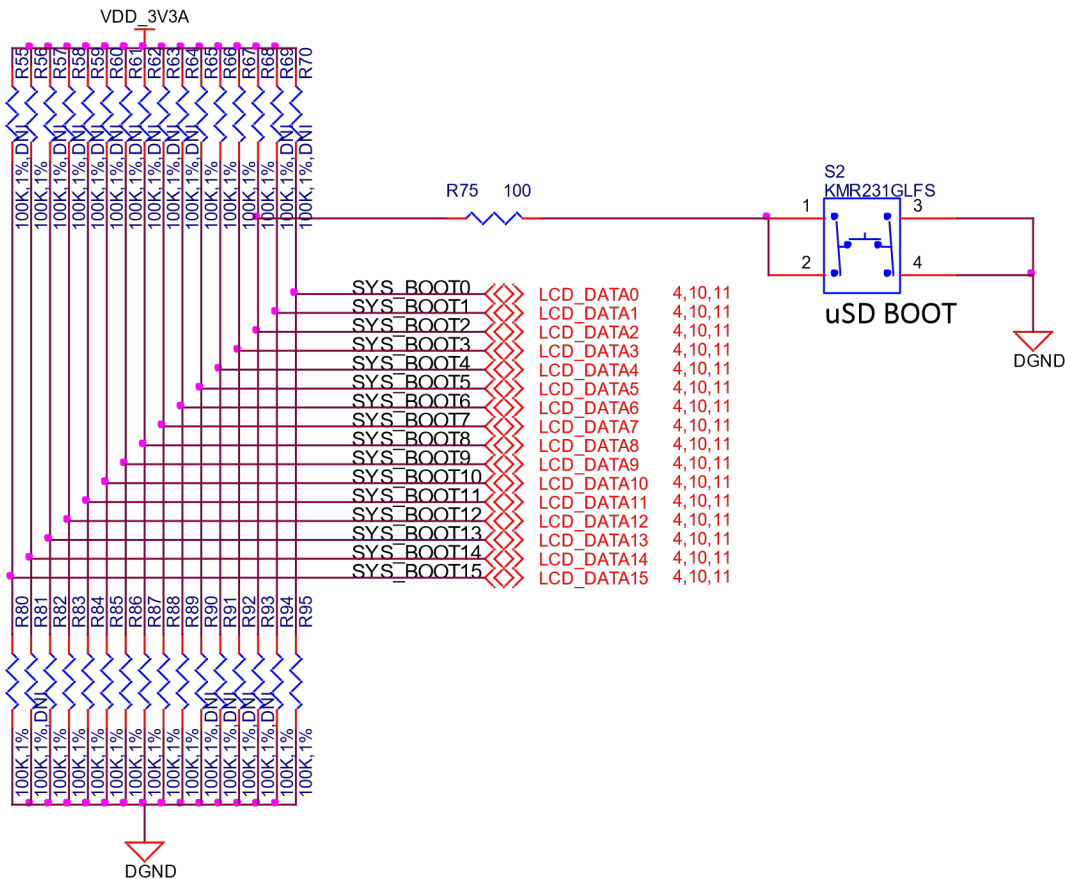 VDD_3V3A
R55
R56
R57
R58
R59
R60
R61
R62
R63
R64
R65
R66
R67
R68
R69
R70
100K,1%,DNI
100K,1%
100K,1%,DNI
100K,1%,DNI
100K,1%,DNI
100K,1%,DNI
100K,1%,DNI
100K,1%,DNI
100K,1%,DNI
100K,1%,DNI
100K,1%
100K,1%
100K,1%
100K,1%
100K,1%,DNI
100K,1%,DNI
R75 100
S2
KMR231GLFS
1 3
2 4
uSD BOOT
DGND
SYS_BOOT0 LCD_DATA0 4,10,11
SYS_BOOT1 LCD_DATA1 4,10,11
SYS_BOOT2 LCD_DATA2 4,10,11
SYS_BOOT3 LCD_DATA3 4,10,11
SYS_BOOT4 LCD_DATA4 4,10,11
SYS_BOOT5 LCD_DATA5 4,10,11
SYS_BOOT6 LCD_DATA6 4,10,11
SYS_BOOT7 LCD_DATA7 4,10,11
SYS_BOOT8 LCD_DATA8 4,10,11
SYS_BOOT9 LCD_DATA9 4,10,11
SYS_BOOT10 LCD_DATA10 4,10,11
SYS_BOOT11 LCD_DATA11 4,10,11
SYS_BOOT12 LCD_DATA12 4,10,11
SYS_BOOT13 LCD_DATA13 4,10,11
SYS_BOOT14 LCD_DATA14 4,10,11
SYS_BOOT15 LCD_DATA15 4,10,11
R80
R81
R82
R83
R84
R85
R86
R87
R88
R89
R90
R91
R92
R93
R94
R95
100K,1%
100K,1%,DNI
100K,1%
100K,1%
100K,1%
100K,1%
100K,1%
100K,1%
100K,1%
100K,1%
100K,1%,DNI
100K,1%,DNI
100K,1%,DNI
100K,1%,DNI
100K,1%
100K,1%
DGND